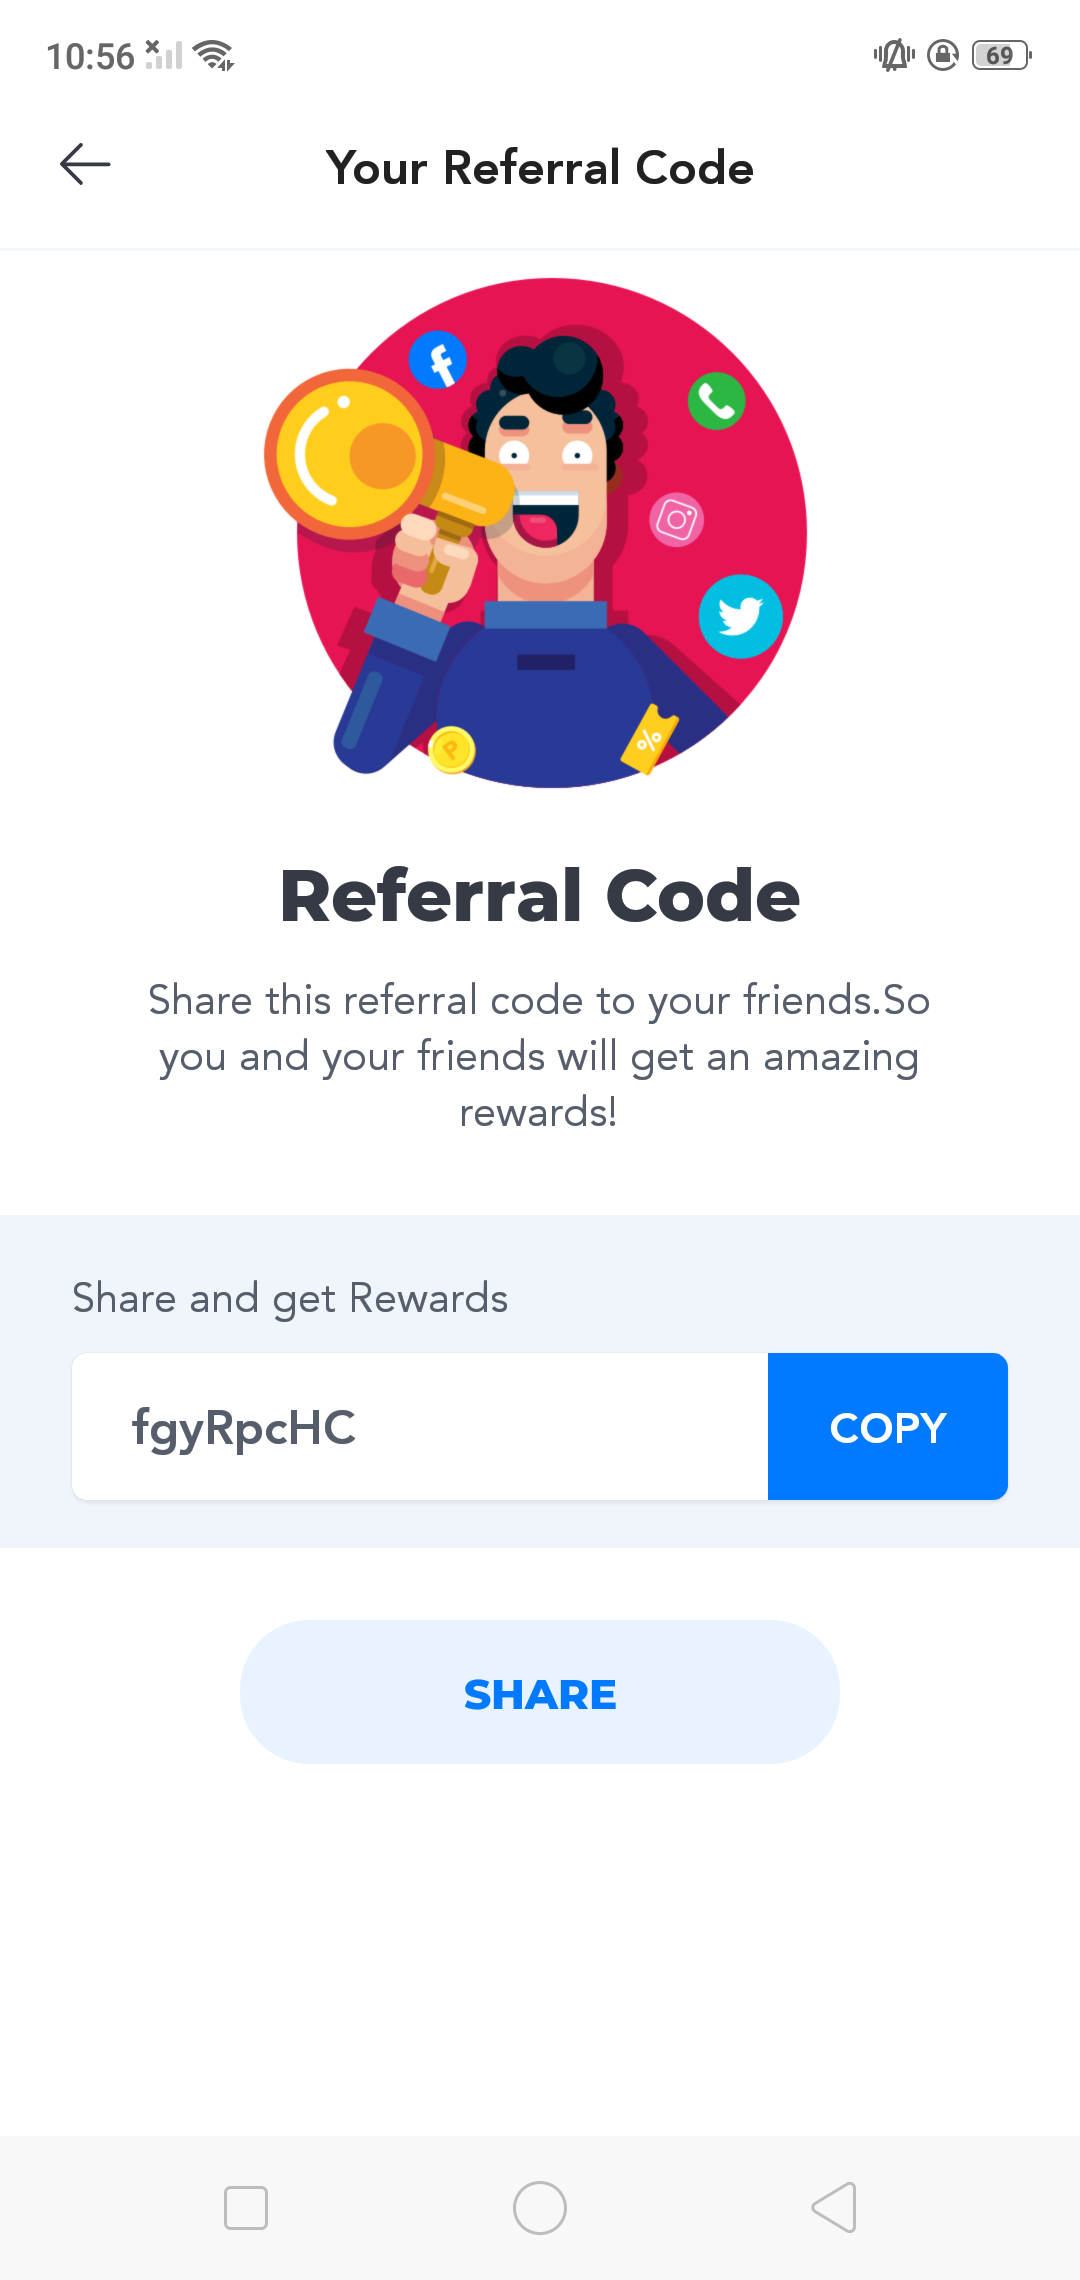 10:56
69
Your Referral Code
Referral Code
Share this referral code to your friends.So
you and your friends will get an amazing
rewards!
Share and get Rewards
fgyRpcHC
COPY
SHARE